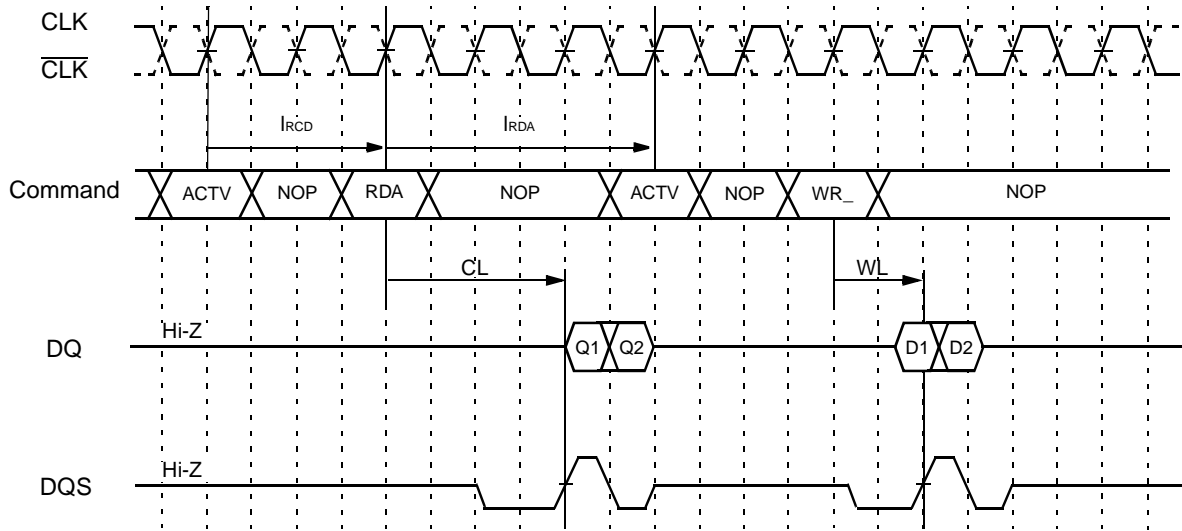 CLK
CLK
IRCD IRDA
Command ACTV NOP RDA NOP ACTV NOP WR_ NOP
CL WL
DQ Hi-Z Q1 Q2 D1 D2
DQS Hi-Z